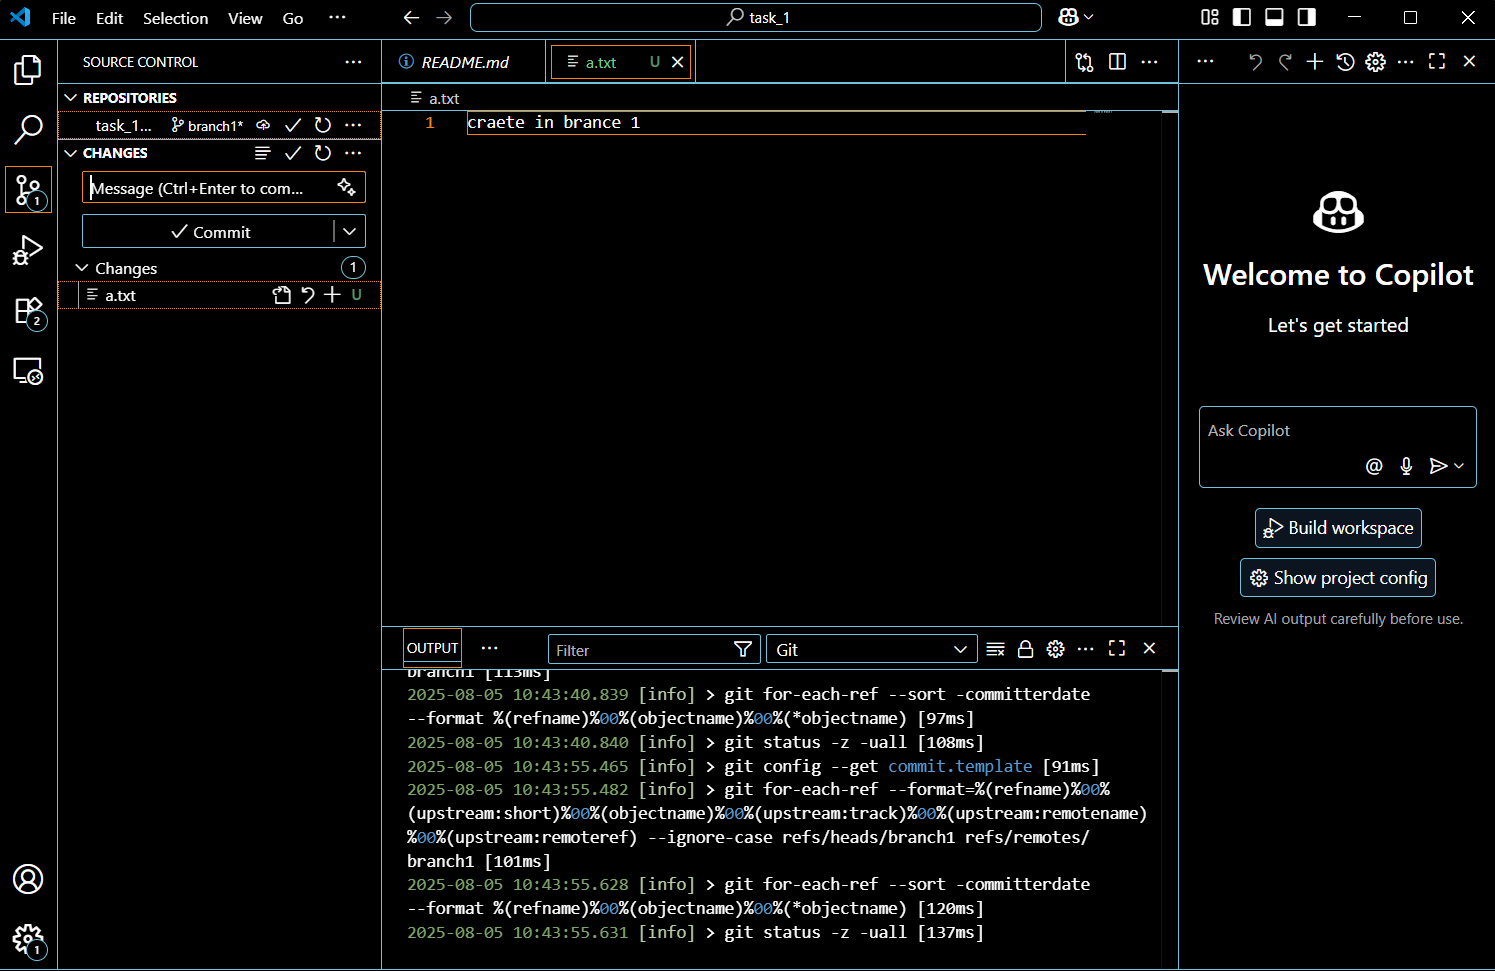 File Edit Selection View Go ···
task_1
SOURCE CONTROL
REPOSITORIES
task_1... branch1*
CHANGES
Message (Ctrl+Enter to com...
Commit
Changes 1
a.txt U
1
2
1
README.md
a.txt U
a.txt
1 craete in brance 1
OUTPUT
Filter
Git
branch1 [113ms]
2025-08-05 10:43:40.839 [info] > git for-each-ref --sort -committerdate
--format %(refname)%00%(objectname)%00%(*objectname) [97ms]
2025-08-05 10:43:40.840 [info] > git status -z -uall [108ms]
2025-08-05 10:43:55.465 [info] > git config --get commit.template [91ms]
2025-08-05 10:43:55.482 [info] > git for-each-ref --format=%(refname)%00%
(upstream:short)%00%(objectname)%00%(upstream:track)%00%(upstream:remotename)
%00%(upstream:remoteref) --ignore-case refs/heads/branch1 refs/remotes/
branch1 [101ms]
2025-08-05 10:43:55.628 [info] > git for-each-ref --sort -committerdate
--format %(refname)%00%(objectname)%00%(*objectname) [120ms]
2025-08-05 10:43:55.631 [info] > git status -z -uall [137ms]
Welcome to Copilot
Let's get started
Ask Copilot
@
Build workspace
Show project config
Review AI output carefully before use.